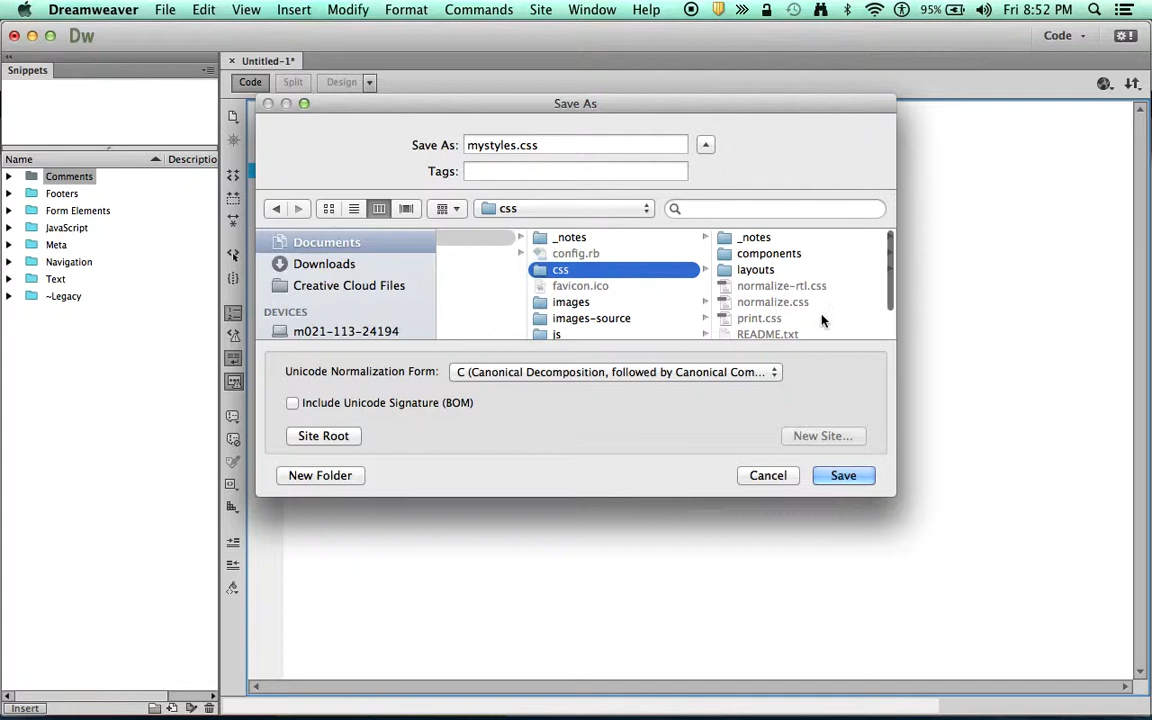 Dreamweaver File Edit View Insert Modify Format Commands Site Window Help 95% Fri 8:52 PM
Dw Code
Snippets
Untitled-1*
Code Split Design
Save As
Save As: mystyles.css
Tags:
css
Name Descriptio
Comments
Footers
Form Elements
JavaScript
Meta
Navigation
Text
~Legacy
Documents
Downloads
Creative Cloud Files
DEVICES
m021-113-24194
_notes
config.rb
css
favicon.ico
images
images-source
js
_notes
components
layouts
normalize-rtl.css
normalize.css
print.css
README.txt
Unicode Normalization Form: C (Canonical Decomposition, followed by Canonical Com...
Include Unicode Signature (BOM)
Site Root New Site...
New Folder Cancel Save
Insert